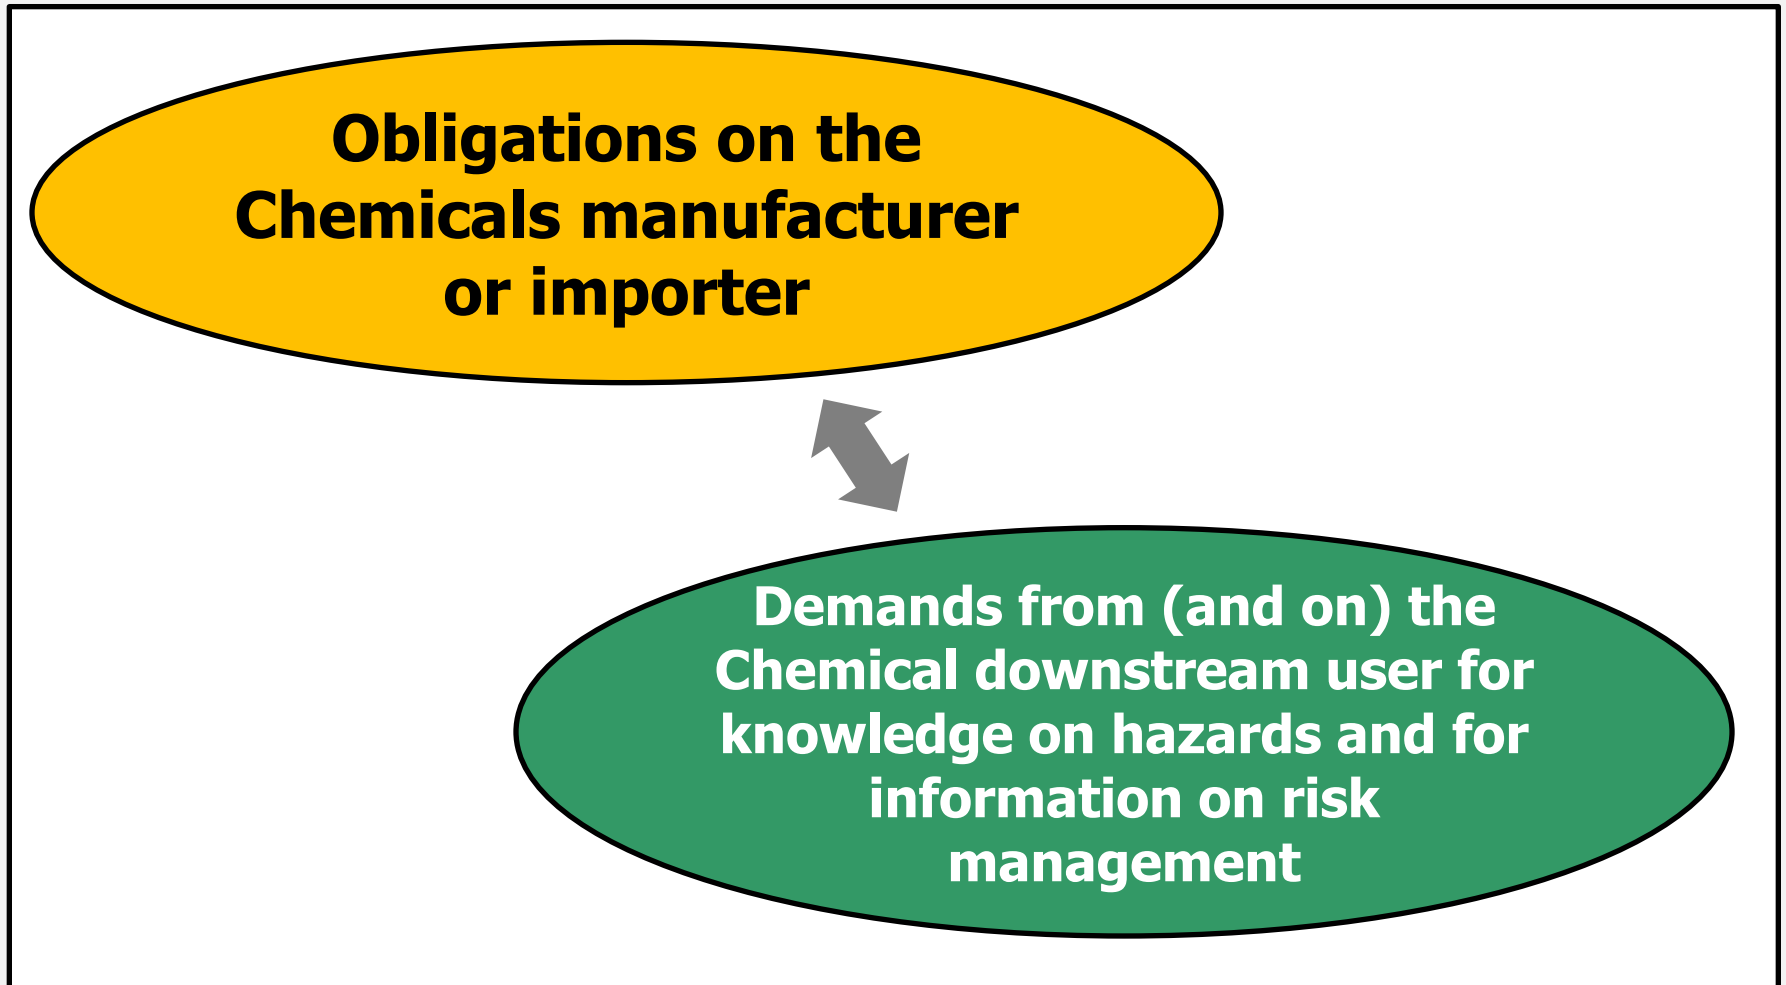 Obligations on the
Chemicals manufacturer
or importer
Demands from (and on) the
Chemical downstream user for
knowledge on hazards and for
information on risk
management